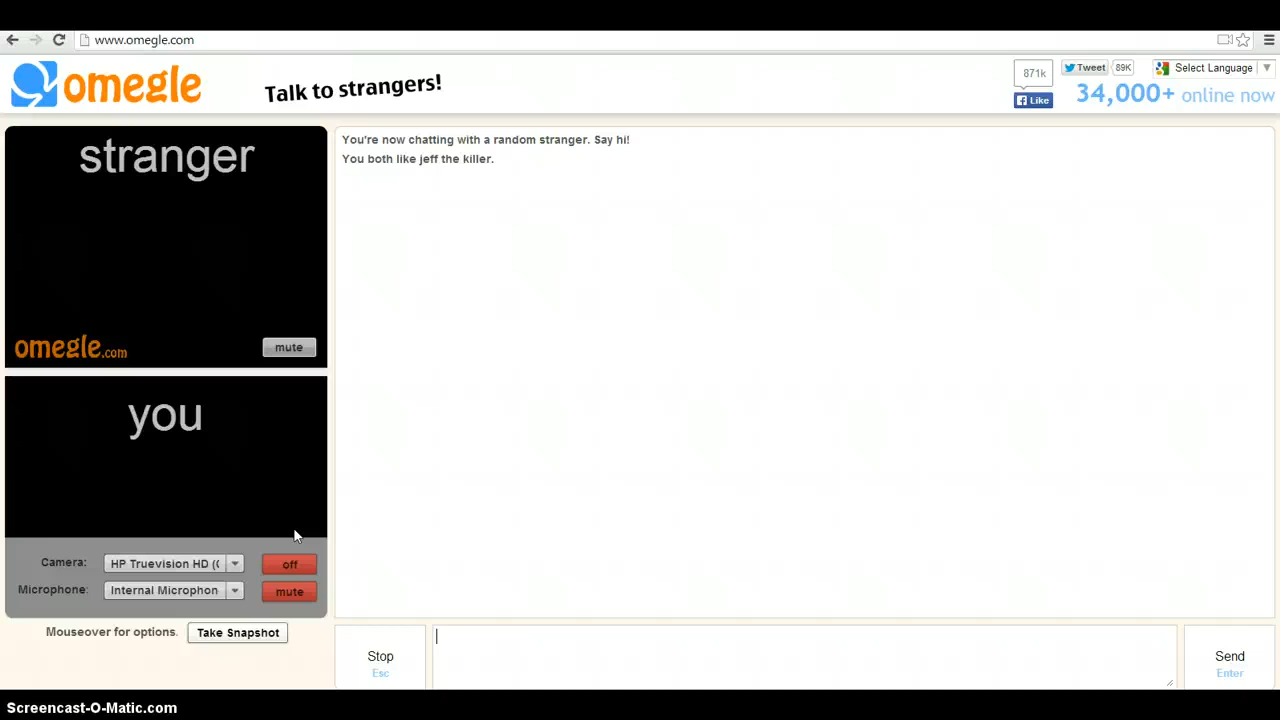 www.omegle.com
omegle
Talk to strangers!
871k
Like
Tweet
89K
Select Language
34,000+ online now
stranger
omegle.com
mute
you
Camera:
HP Truevision HD (
off
Microphone:
Internal Microphon
mute
Mouseover for options.
Take Snapshot
You're now chatting with a random stranger. Say hi!
You both like jeff the killer.
Stop
Esc
Send
Enter
Screencast-O-Matic.com